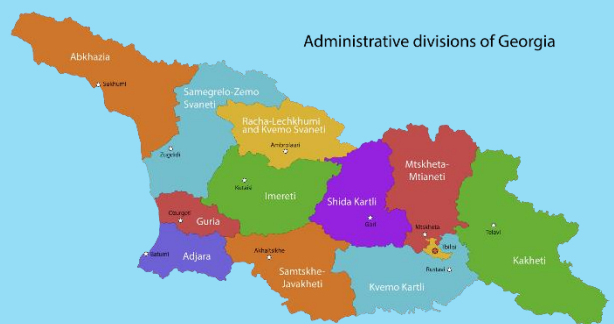 Administrative divisions of Georgia
Abkhazia
Sukhumi
Samegrelo-Zemo
Svaneti
Zugdidi
Racha-Lechkhumi
and Kvemo Svaneti
Ambrolauri
Mtskheta-
Mtianeti
Kutaisi
Imereti
Shida Kartli
Gori
Ozurgeti
Guria
Mtskheta
Tbilisi
Telavi
Batumi
Adjara
Akhaltsikhe
Samtskhe-
Javakheti
Rustavi
Kvemo Kartli
Kakheti